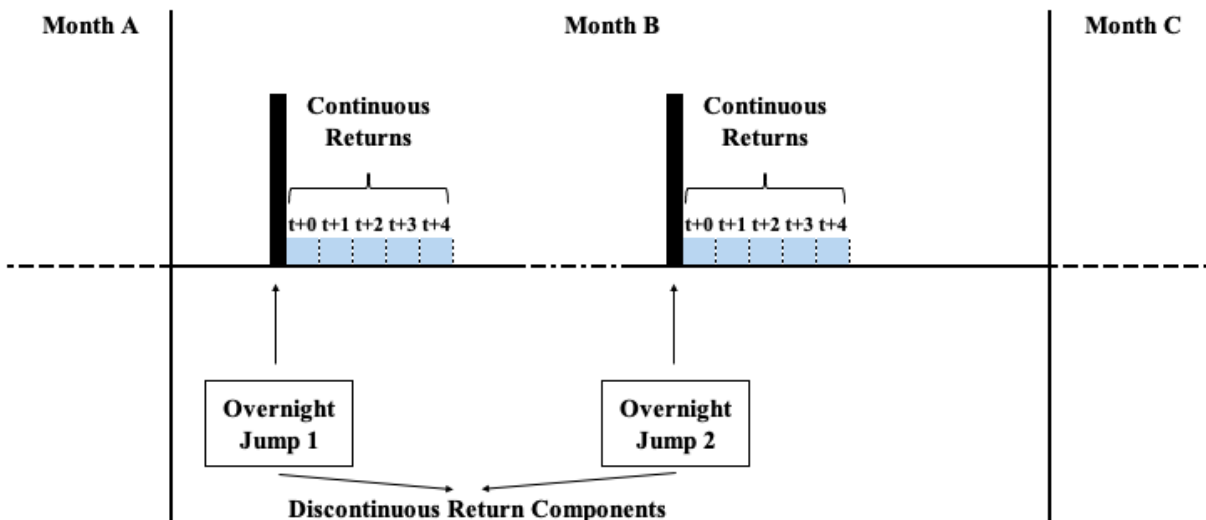 Month A
Month B
Month C
Continuous
Returns
Continuous
Returns
t+0 t+1 t+2 t+3 t+4
t+0 t+1 t+2 t+3 t+4
Overnight
Jump 1
Overnight
Jump 2
Discontinuous Return Components